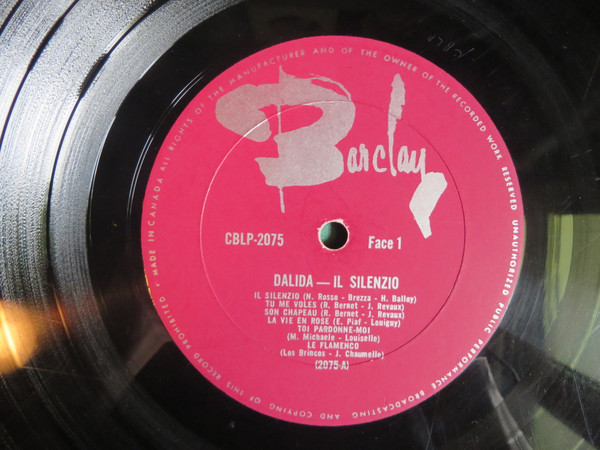 MADE IN CANADA ALL RIGHTS OF THE MANUFACTURER AND OF THE OWNER OF THE RECORDED WORK RESERVED UNAUTHORIZED PUBLIC PERFORMANCE BROADCASTING AND COPYING OF THIS RECORD PROHIBITED
Barclay
CBLP-2075 Face 1
DALIDA — IL SILENZIO
IL SILENZIO (N. Rosso - Brezza - H. Balley)
TU ME VOLES (R. Bernet - J. Revaux)
SON CHAPEAU (R. Bernet - J. Revaux)
LA VIE EN ROSE (E. Piaf - Louiguy)
TOI PARDONNE-MOI
(M. Michaele - Louiselle)
LE FLAMENCO
(Los Brincos - J. Chaumelle)
(2075-A)